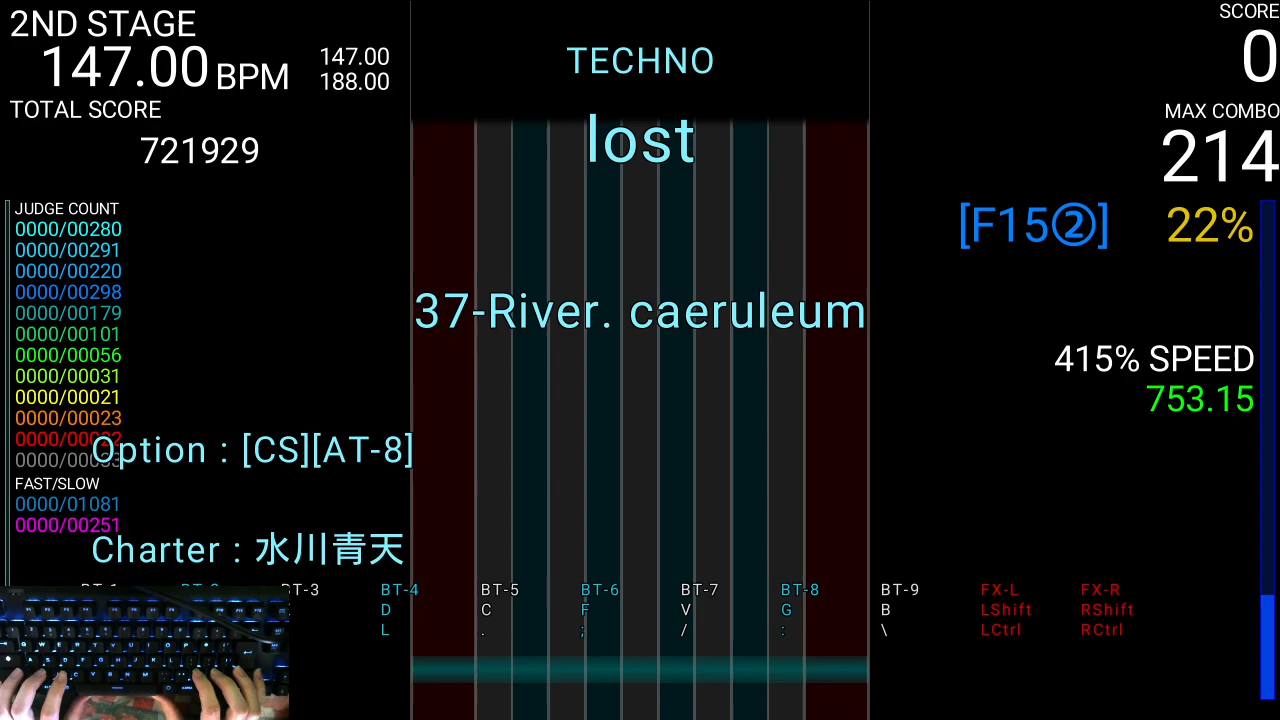 2ND STAGE
147.00 BPM
147.00
188.00
TOTAL SCORE
721929
JUDGE COUNT
0000/00280
0000/00291
0000/00220
0000/00298
0000/00179
0000/00101
0000/00056
0000/00031
0000/00021
0000/00023
FAST/SLOW
0000/01081
0000/00251
TECHNO
lost
37-River. caeruleum
Option : [CS][AT-8]
Charter : 水川青天
SCORE
0
MAX COMBO
214
[F15②] 22%
415% SPEED
753.15
BT-4 BT-5 BT-6 BT-7 BT-8 BT-9 FX-L FX-R
D C F V G B LShift RShift
L . ; / : \ LCtrl RCtrl